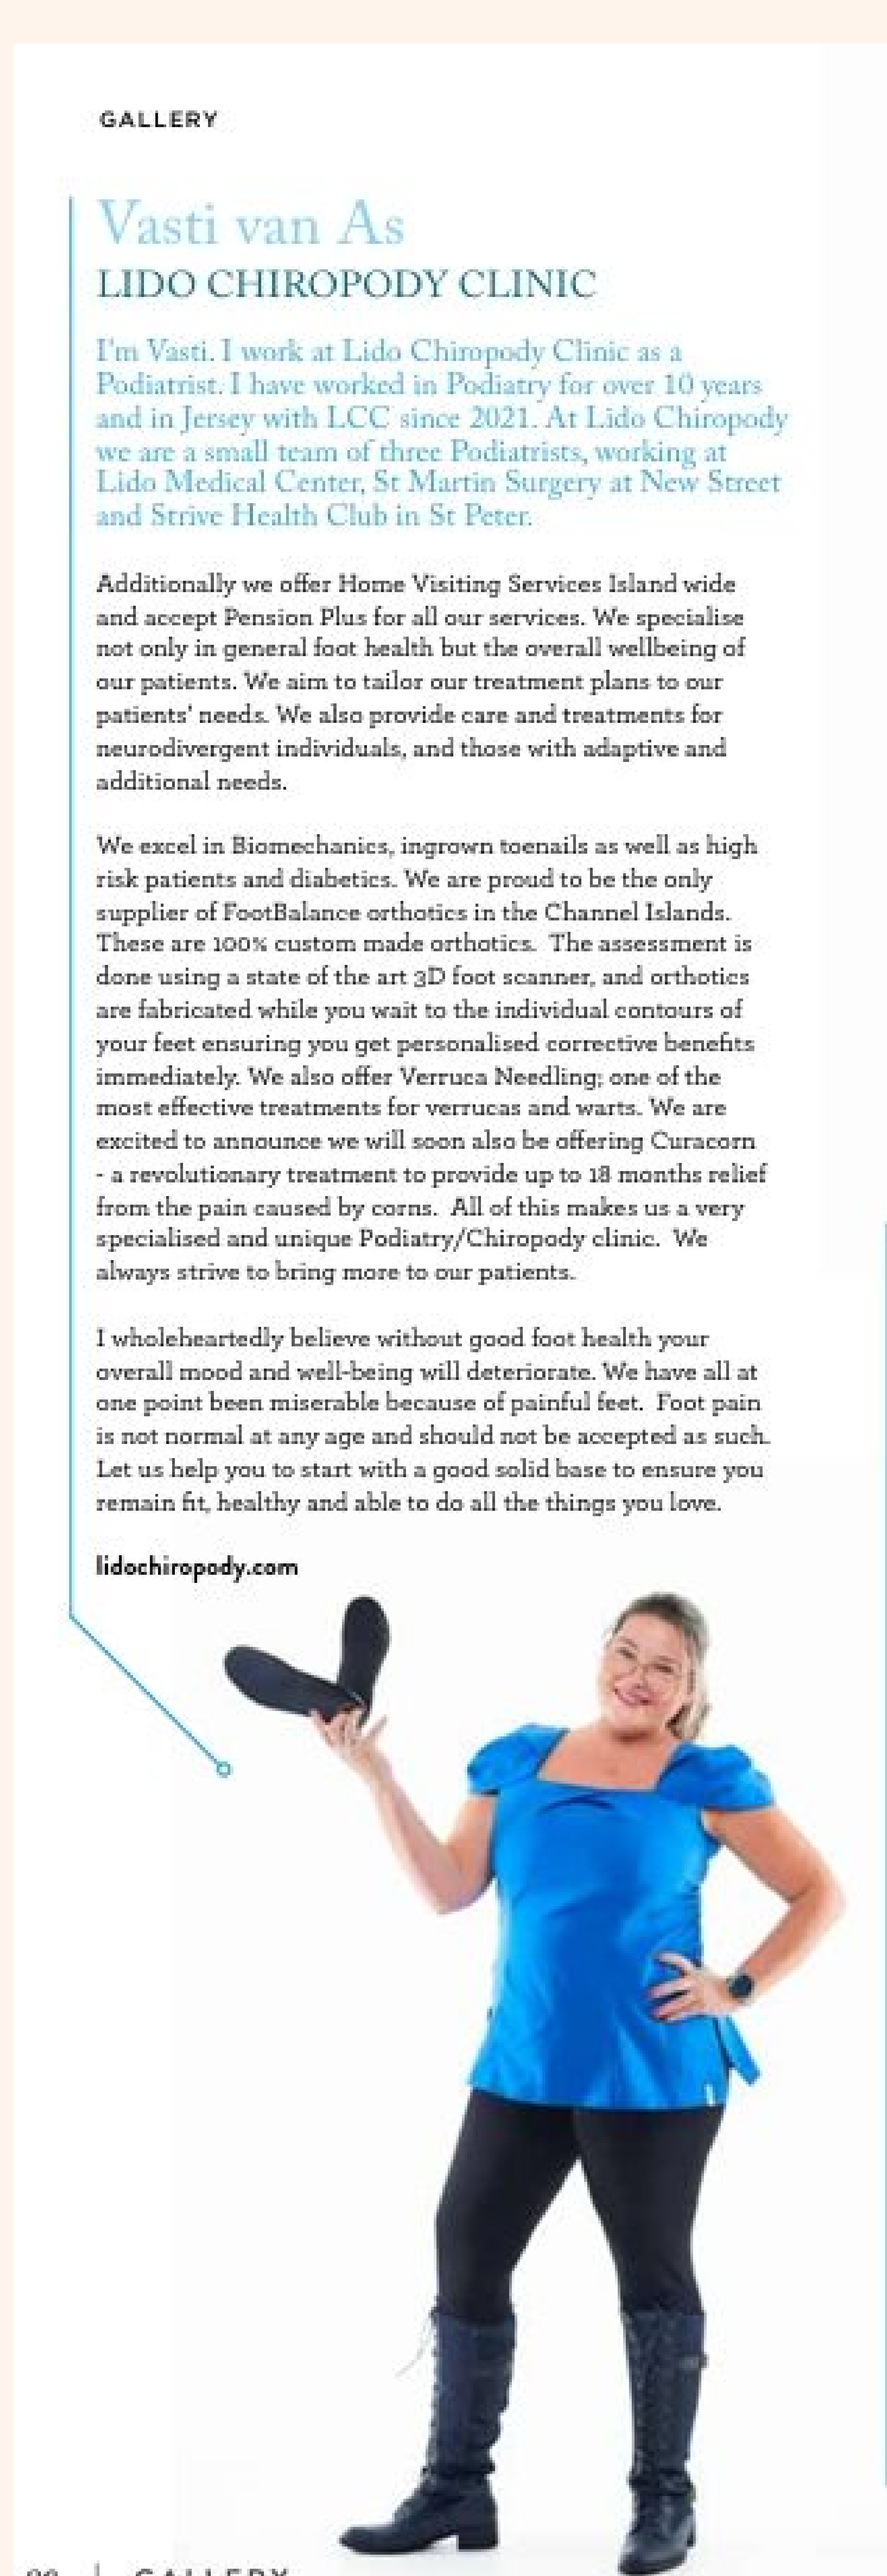 GALLERY
Vasti van As
LIDO CHIROPODY CLINIC
I'm Vasti. I work at Lido Chiropody Clinic as a
Podiatrist. I have worked in Podiatry for over 10 years
and in Jersey with LCC since 2021. At Lido Chiropody
we are a small team of three Podiatrists, working at
Lido Medical Center, St Martin Surgery at New Street
and Strive Health Club in St Peter.
Additionally we offer Home Visiting Services Island wide
and accept Pension Plus for all our services. We specialise
not only in general foot health but the overall wellbeing of
our patients. We aim to tailor our treatment plans to our
patients' needs. We also provide care and treatments for
neurodivergent individuals, and those with adaptive and
additional needs.
We excel in Biomechanics, ingrown toenails as well as high
risk patients and diabetics. We are proud to be the only
supplier of FootBalance orthotics in the Channel Islands.
These are 100% custom made orthotics.  The assessment is
done using a state of the art 3D foot scanner, and orthotics
are fabricated while you wait to the individual contours of
your feet ensuring you get personalised corrective benefits
immediately. We also offer Verruca Needling; one of the
most effective treatments for verrucas and warts. We are
excited to announce we will soon also be offering Curacorn
- a revolutionary treatment to provide up to 18 months relief
from the pain caused by corns.  All of this makes us a very
specialised and unique Podiatry/Chiropody clinic.  We
always strive to bring more to our patients.
I wholeheartedly believe without good foot health your
overall mood and well-being will deteriorate. We have all at
one point been miserable because of painful feet.  Foot pain
is not normal at any age and should not be accepted as such.
Let us help you to start with a good solid base to ensure you
remain fit, healthy and able to do all the things you love.
lidochiropody.com
GALLERY